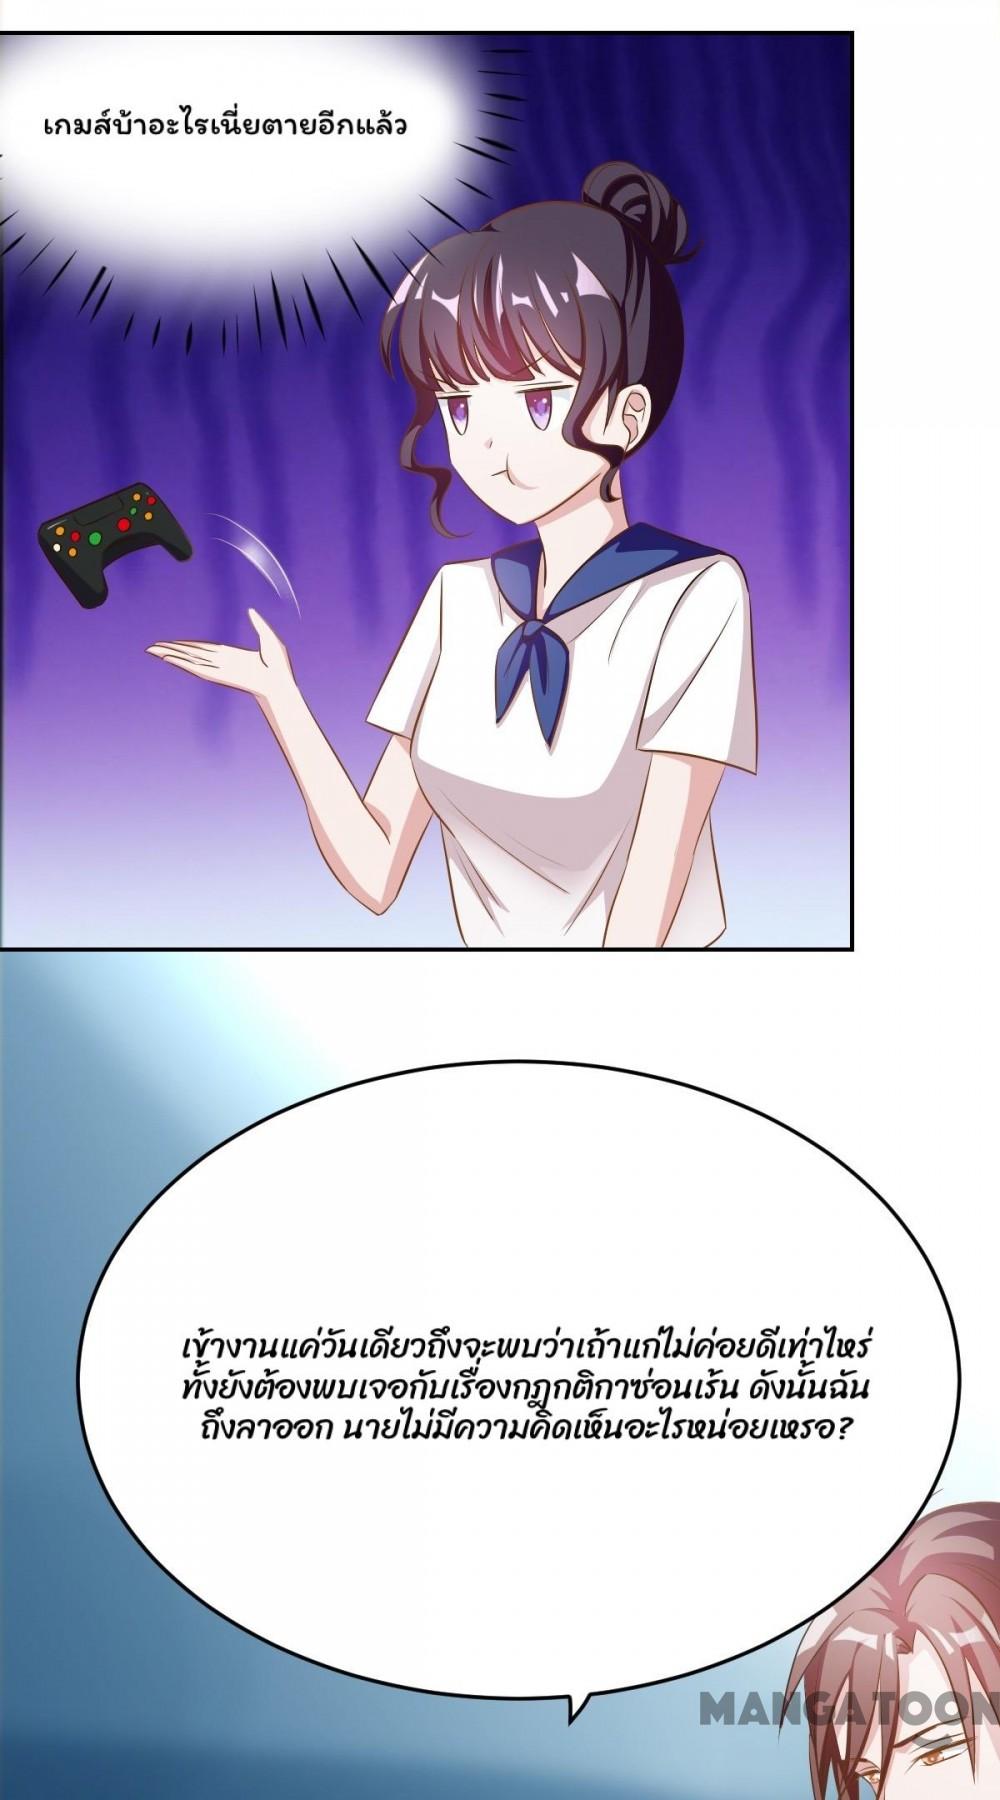 เกมส์บ้าอะไรเนี่ยตายอีกแล้ว
เข้างานแค่วันเดียวถึงจะพบว่าเถ้าแก่ไม่ค่อยดีเท่าไหร่
ทั้งยังต้องพบเจอกับเรื่องกฎกติกาซ่อนเร้น ดังนั้นฉัน
ถึงลาออก นายไม่มีความคิดเห็นอะไรหน่อยเหรอ?
MANGATOON